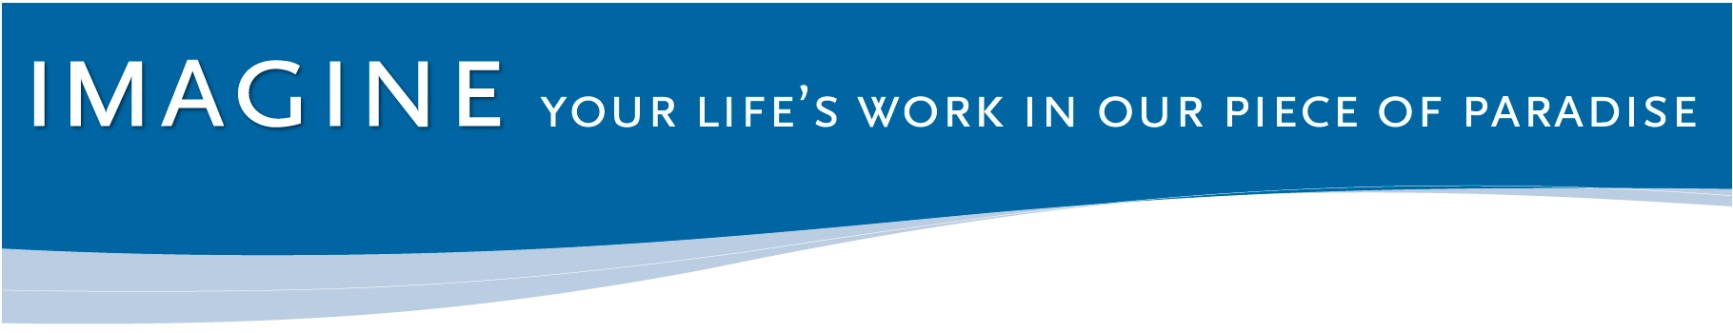 IMAGINE YOUR LIFE'S WORK IN OUR PIECE OF PARADISE